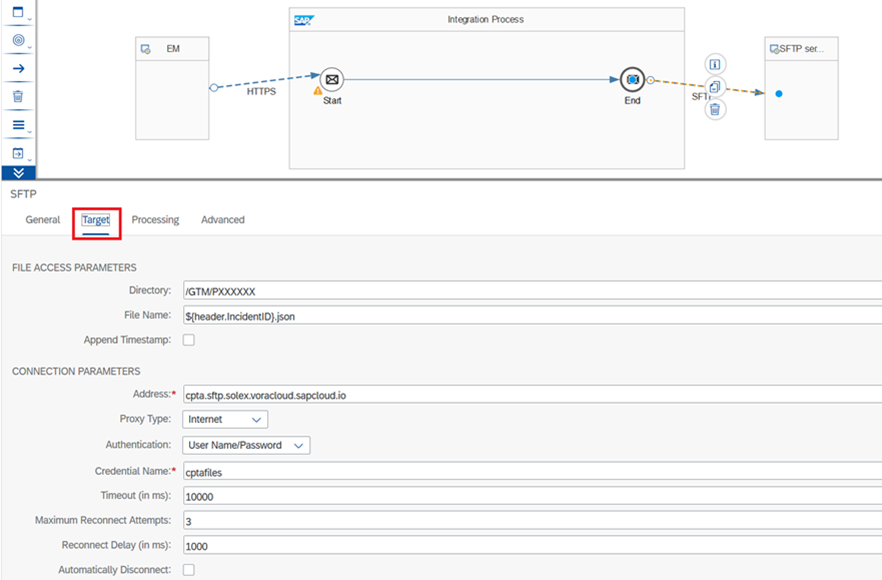 SAP
Integration Process
EM
SFTP ser...
HTTPS
Start
End
SFTP
General Target Processing Advanced
FILE ACCESS PARAMETERS
Directory: /GTM/PXXXXXX
File Name: ${header.IncidentID}.json
Append Timestamp:
CONNECTION PARAMETERS
Address:* cpta.sftp.solex.voracloud.sapcloud.io
Proxy Type: Internet
Authentication: User Name/Password
Credential Name:* cptafiles
Timeout (in ms): 10000
Maximum Reconnect Attempts: 3
Reconnect Delay (in ms): 1000
Automatically Disconnect: